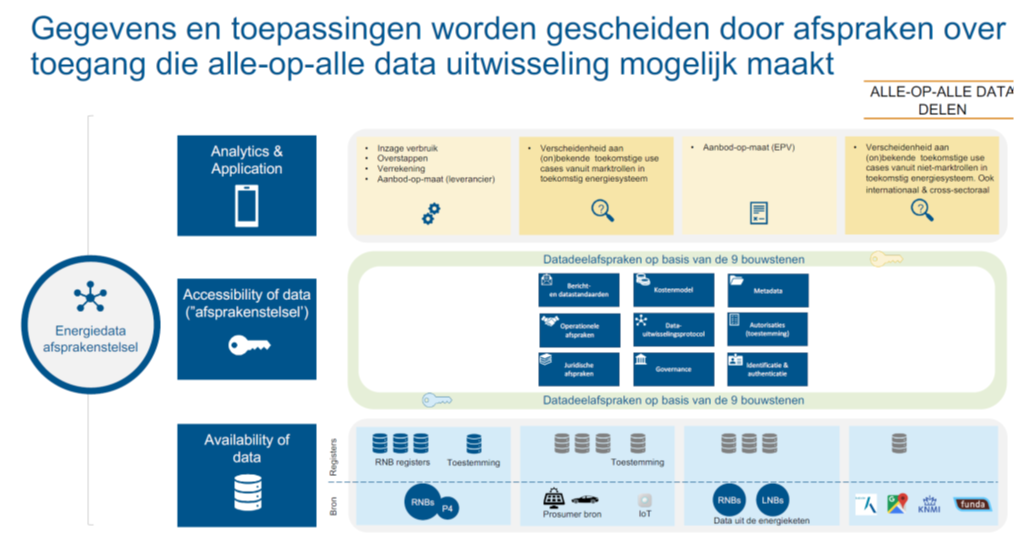 Gegevens en toepassingen worden gescheiden door afspraken over
toegang die alle-op-alle data uitwisseling mogelijk maakt
ALLE-OP-ALLE DATA
DELEN
Analytics &
Application
• Inzage verbruik
• Overstappen
• Verrekening
• Aanbod-op-maat (leverancier)
• Verscheidenheid aan
(on)bekende toekomstige use
cases vanuit marktrollen in
toekomstig energiesysteem
• Aanbod-op-maat (EPV)
• Verscheidenheid aan
(on)bekende toekomstige use
cases vanuit niet-marktrollen in
toekomstig energiesysteem. Ook
internationaal & cross-sectoraal
?
?
Energiedata
afsprakenstelsel
Accessibility of data
("afsprakenstelsel')
Datadeelafspraken op basis van de 9 bouwstenen
Bericht-
en datastandaarden
Kostenmodel
Metadata
Operationele
afspraken
Data-
uitwisselingsprotocol
Autorisaties
(toestemming)
Juridische
afspraken
Governance
Identificatie &
authenticatie
Datadeelafspraken op basis van de 9 bouwstenen
Availability of
data
Registers
RNB registers
Toestemming
Toestemming
Bron
RNBs
P4
Prosumer bron
IoT
RNBs
LNBs
Data uit de energieketen
KNMI
funda